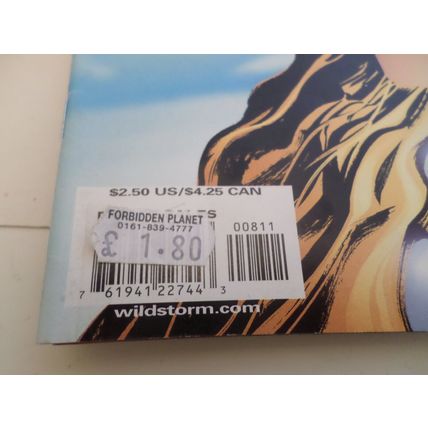 $2.50 US/$4.25 CAN
FORBIDDEN PLANET
0161-839-4777
£ 1.80
00811
7 61941 22744 3
wildstorm.com